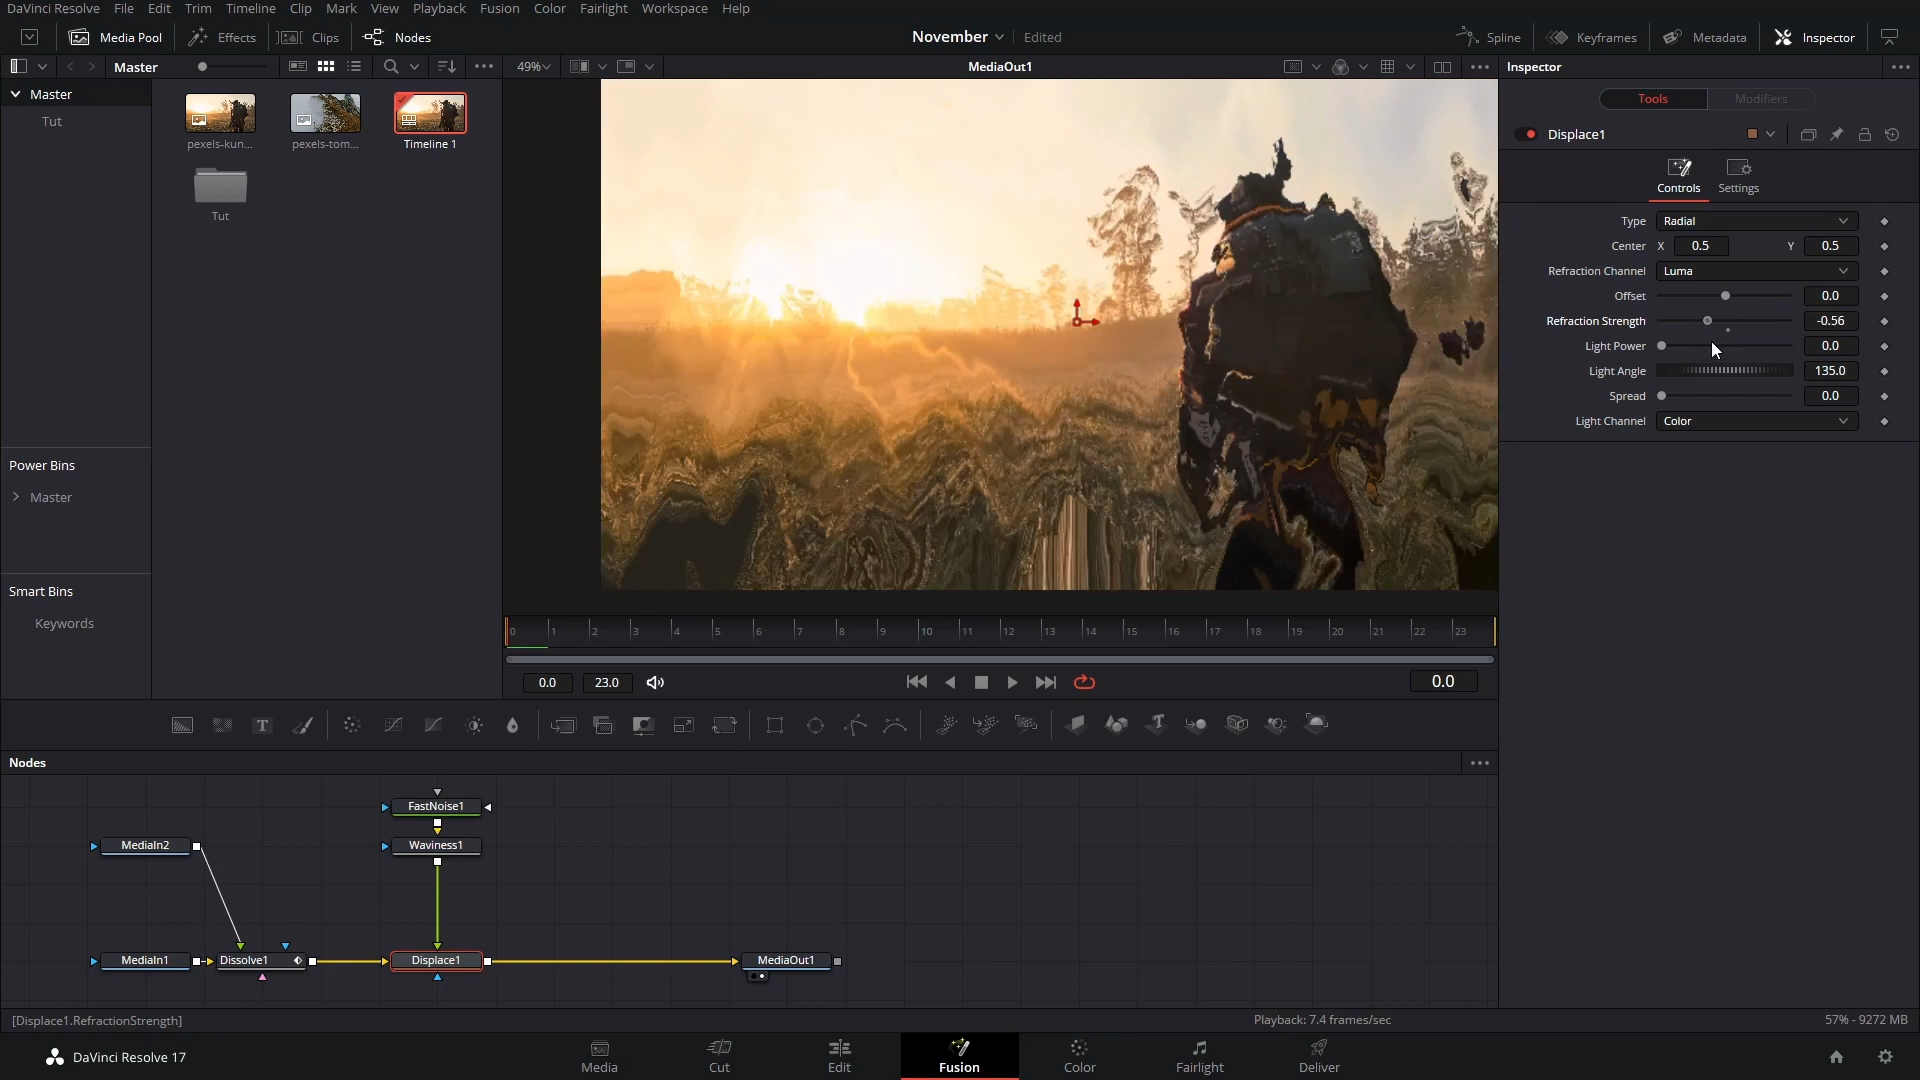 DaVinci Resolve File Edit Trim Timeline Clip Mark View Playback Fusion Color Fairlight Workspace Help
Media Pool Effects Clips Nodes November Edited Spline Keyframes Metadata Inspector
Master 49% MediaOut1 Inspector
Master
Tut
Power Bins
Master
Smart Bins
Keywords
pexels-kun... pexels-tom... Timeline 1
Tut
Tools Modifiers
Displace1
Controls Settings
Type Radial
Center X 0.5 Y 0.5
Refraction Channel Luma
Offset 0.0
Refraction Strength -0.56
Light Power 0.0
Light Angle 135.0
Spread 0.0
Light Channel Color
0 1 2 3 4 5 6 7 8 9 10 11 12 13 14 15 16 17 18 19 20 21 22 23
0.0 23.0 0.0
T T
Nodes
FastNoise1
MediaIn2 Waviness1
MediaIn1 Dissolve1 Displace1 MediaOut1
[Displace1.RefractionStrength] Playback: 7.4 frames/sec 57% - 9272 MB
DaVinci Resolve 17 Media Cut Edit Fusion Color Fairlight Deliver